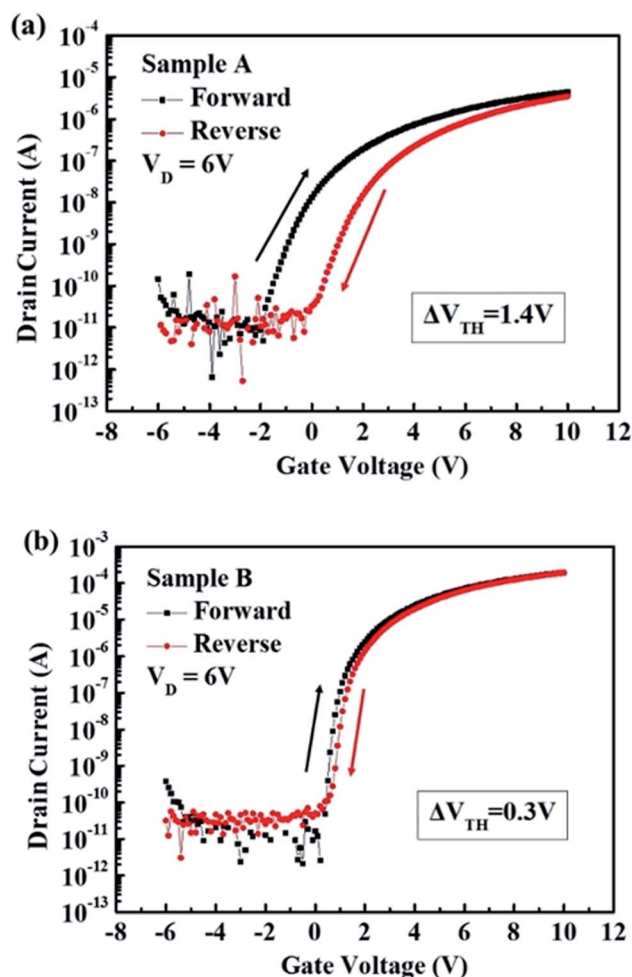 (a)
10⁻⁴
10⁻⁵
10⁻⁶
10⁻⁷
10⁻⁸
10⁻⁹
10⁻¹⁰
10⁻¹¹
10⁻¹²
10⁻¹³
Drain Current (A)
Sample A
Forward
Reverse
V_D = 6V
ΔV_TH=1.4V
-8 -6 -4 -2 0 2 4 6 8 10 12
Gate Voltage (V)
(b)
10⁻³
10⁻⁴
10⁻⁵
10⁻⁶
10⁻⁷
10⁻⁸
10⁻⁹
10⁻¹⁰
10⁻¹¹
10⁻¹²
10⁻¹³
Drain Current (A)
Sample B
Forward
Reverse
V_D = 6V
ΔV_TH=0.3V
-8 -6 -4 -2 0 2 4 6 8 10 12
Gate Voltage (V)